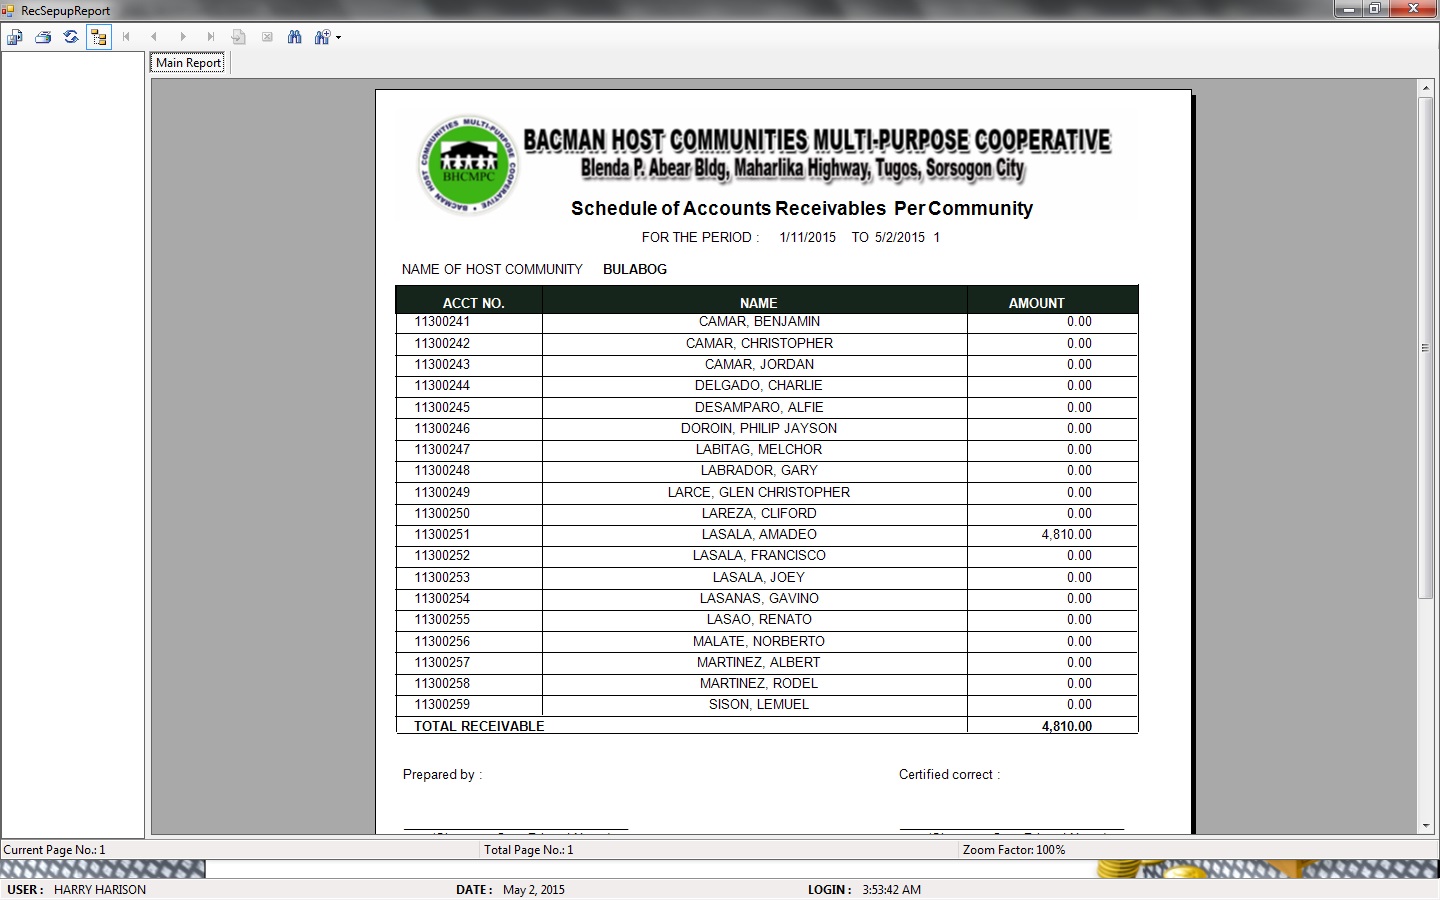 RecSepupReport
Main Report
COMMUNITIES MULTI-PURPOSE COOPERATIVE • BACMAN HOST
BHCMPC
BACMAN HOST COMMUNITIES MULTI-PURPOSE COOPERATIVE
Blenda P. Abear Bldg, Maharlika Highway, Tugos, Sorsogon City
Schedule of Accounts Receivables Per Community
FOR THE PERIOD : 1/11/2015 TO 5/2/2015 1
NAME OF HOST COMMUNITY BULABOG
ACCT NO. NAME AMOUNT
11300241 CAMAR, BENJAMIN 0.00
11300242 CAMAR, CHRISTOPHER 0.00
11300243 CAMAR, JORDAN 0.00
11300244 DELGADO, CHARLIE 0.00
11300245 DESAMPARO, ALFIE 0.00
11300246 DOROIN, PHILIP JAYSON 0.00
11300247 LABITAG, MELCHOR 0.00
11300248 LABRADOR, GARY 0.00
11300249 LARCE, GLEN CHRISTOPHER 0.00
11300250 LAREZA, CLIFORD 0.00
11300251 LASALA, AMADEO 4,810.00
11300252 LASALA, FRANCISCO 0.00
11300253 LASALA, JOEY 0.00
11300254 LASANAS, GAVINO 0.00
11300255 LASAO, RENATO 0.00
11300256 MALATE, NORBERTO 0.00
11300257 MARTINEZ, ALBERT 0.00
11300258 MARTINEZ, RODEL 0.00
11300259 SISON, LEMUEL 0.00
TOTAL RECEIVABLE 4,810.00
Prepared by : Certified correct :
Current Page No.: 1 Total Page No.: 1 Zoom Factor: 100%
USER : HARRY HARISON DATE : May 2, 2015 LOGIN : 3:53:42 AM